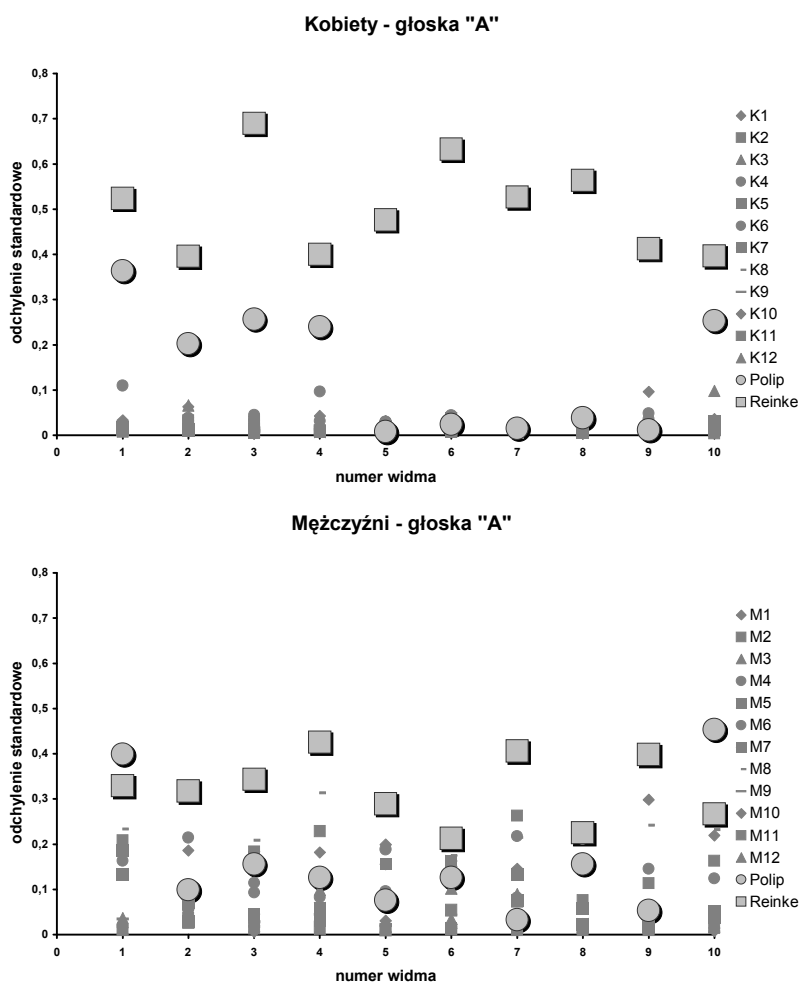 Kobiety - głoska "A"
0,8
0,7
0,6
0,5
0,4
0,3
0,2
0,1
0
odchylenie standardowe
0 1 2 3 4 5 6 7 8 9 10
numer widma
K1
K2
K3
K4
K5
K6
K7
K8
K9
K10
K11
K12
Polip
Reinke
Mężczyźni - głoska "A"
0,8
0,7
0,6
0,5
0,4
0,3
0,2
0,1
0
odchylenie standardowe
0 1 2 3 4 5 6 7 8 9 10
numer widma
M1
M2
M3
M4
M5
M6
M7
M8
M9
M10
M11
M12
Polip
Reinke